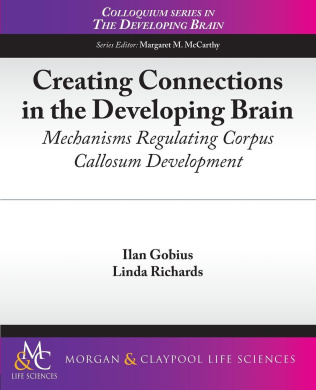 COLLOQUIUM SERIES IN
THE DEVELOPING BRAIN
Series Editor: Margaret M. McCarthy
Creating Connections
in the Developing Brain
Mechanisms Regulating Corpus
Callosum Development
Ilan Gobius
Linda Richards
M&C
LIFE SCIENCES
MORGAN & CLAYPOOL LIFE SCIENCES